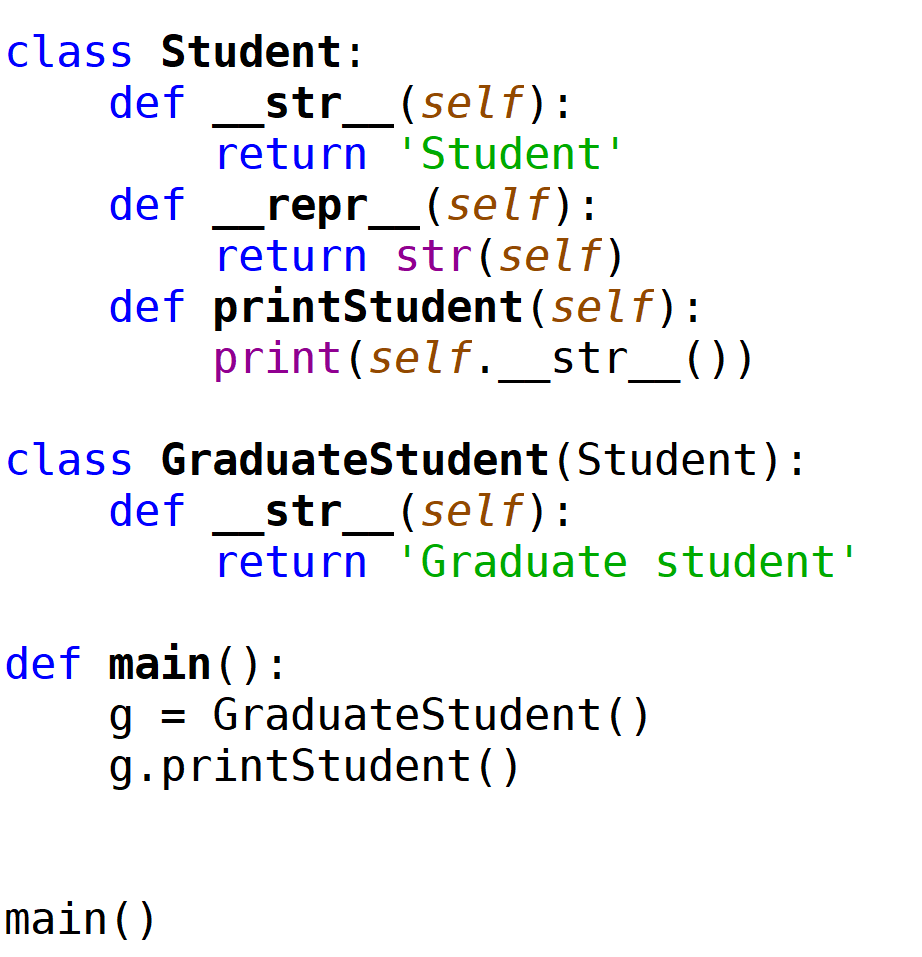 class Student:
    def __str__(self):
        return 'Student'
    def __repr__(self):
        return str(self)
    def printStudent(self):
        print(self.__str__())

class GraduateStudent(Student):
    def __str__(self):
        return 'Graduate student'

def main():
    g = GraduateStudent()
    g.printStudent()


main()